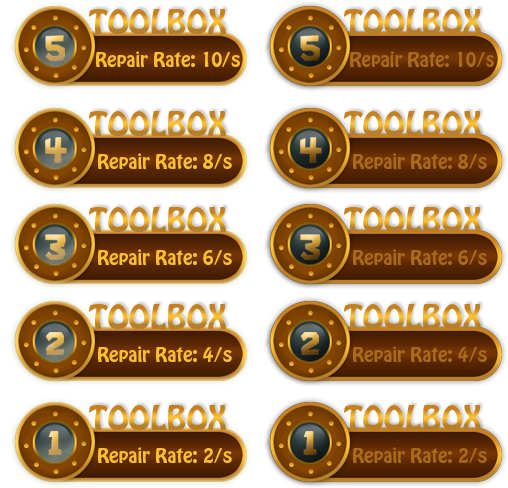 TOOLBOX
5 Repair Rate: 10/s
TOOLBOX
5 Repair Rate: 10/s
TOOLBOX
4 Repair Rate: 8/s
TOOLBOX
4 Repair Rate: 8/s
TOOLBOX
3 Repair Rate: 6/s
TOOLBOX
3 Repair Rate: 6/s
TOOLBOX
2 Repair Rate: 4/s
TOOLBOX
2 Repair Rate: 4/s
TOOLBOX
1 Repair Rate: 2/s
TOOLBOX
1 Repair Rate: 2/s